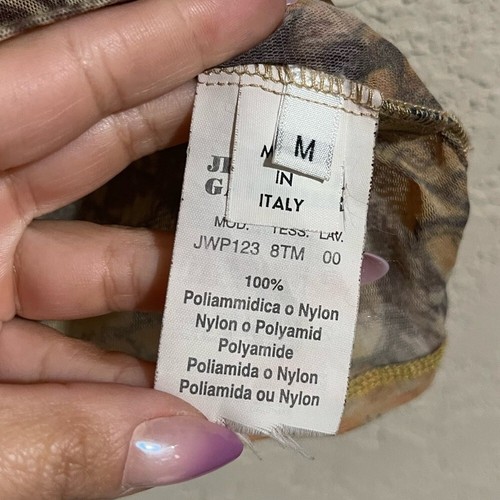 M
IN
ITALY
MOD. TESS. LAV.
JWP123 8TM 00
100%
Poliammidica o Nylon
Nylon o Polyamid
Polyamide
Poliamida o Nylon
Poliamida ou Nylon